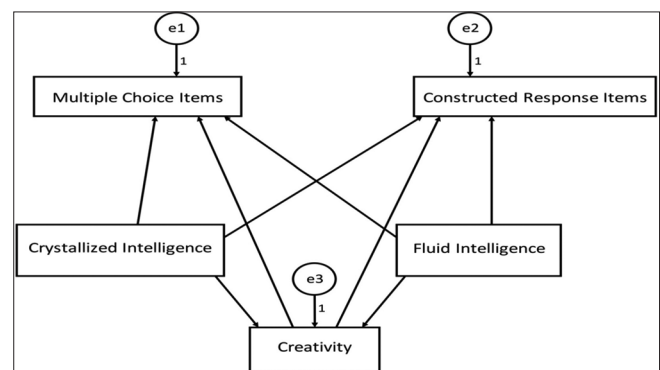 e1
e2
1
1
Multiple Choice Items
Constructed Response Items
Crystallized Intelligence
Fluid Intelligence
e3
1
Creativity